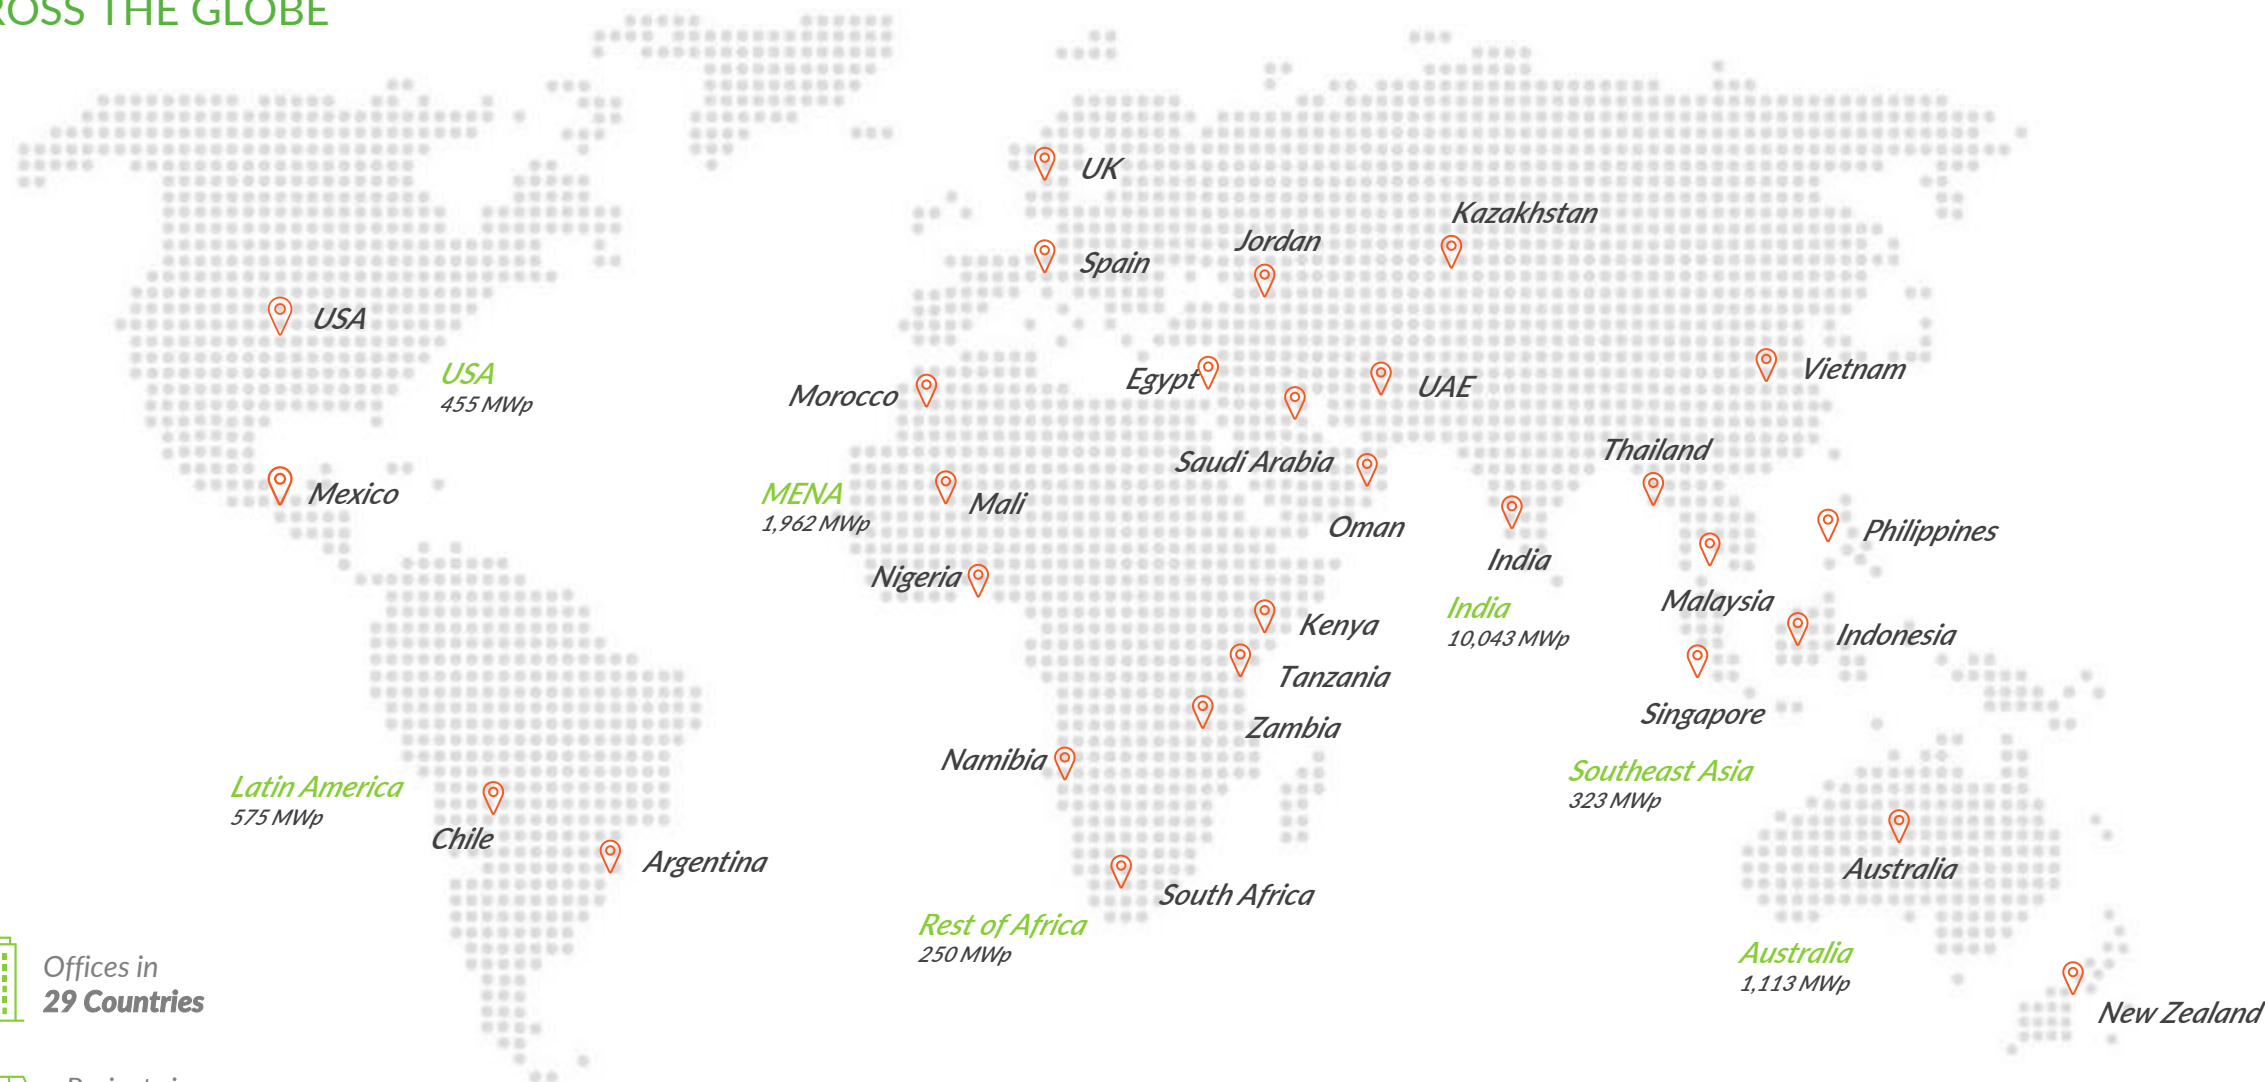 ROSS THE GLOBE
UK
Kazakhstan
Jordan
Spain
USA
USA
455 MWp
Morocco
Egypt
UAE
Vietnam
Thailand
Saudi Arabia
Mexico
MENA
1,962 MWp
Mali
Oman
India
Philippines
Nigeria
Malaysia
India
10,043 MWp
Kenya
Indonesia
Tanzania
Singapore
Zambia
Namibia
Southeast Asia
323 MWp
Latin America
575 MWp
Chile
Argentina
Australia
South Africa
Rest of Africa
250 MWp
Australia
1,113 MWp
New Zealand
Offices in
29 Countries